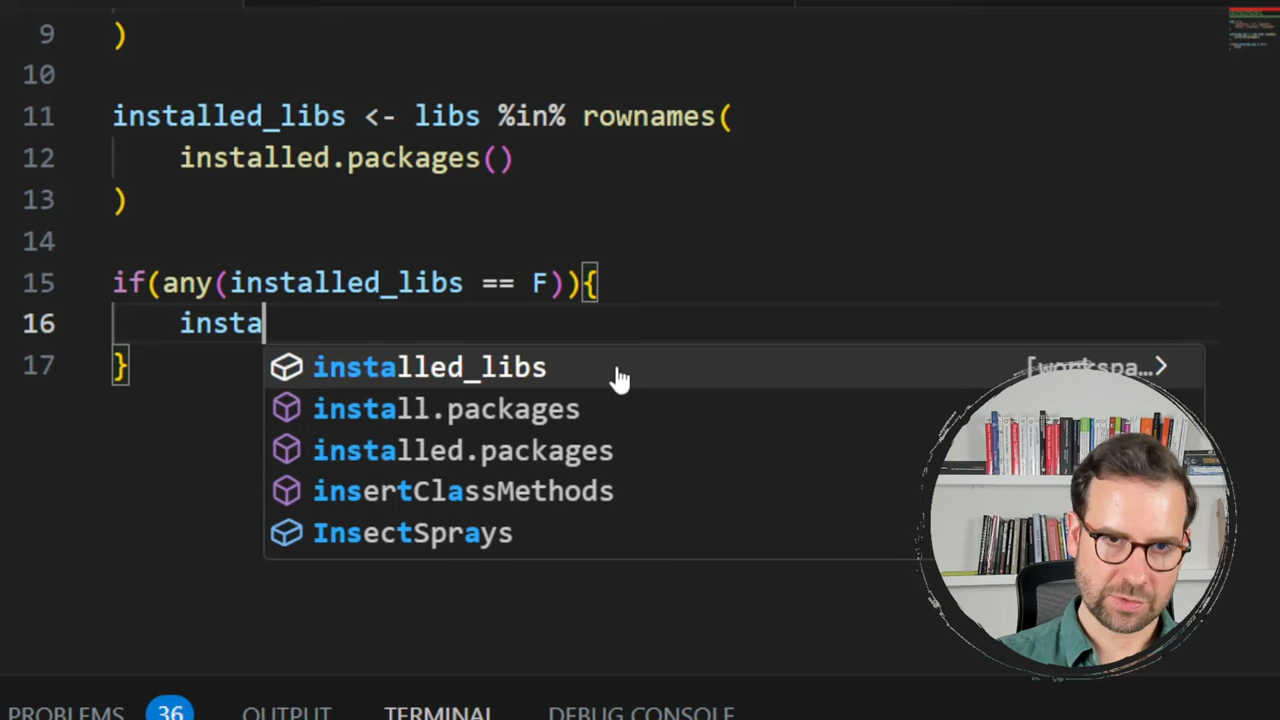 9 )
10
11 installed_libs <- libs %in% rownames(
12 installed.packages()
13 )
14
15 if(any(installed_libs == F)){
16 insta
installed_libs [workspa...
17 }
install.packages
installed.packages
insertClassMethods
InsectSprays
PROBLEMS 36 OUTPUT TERMINAL DEBUG CONSOLE